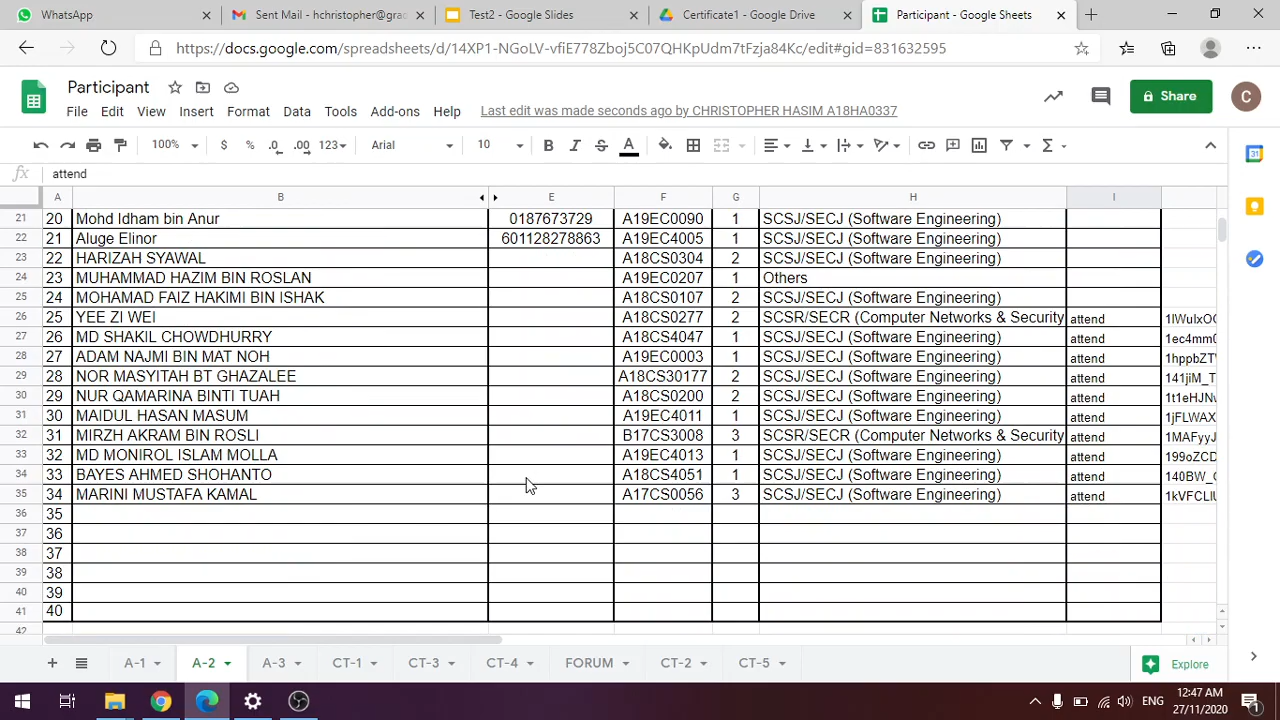 WhatsApp
Sent Mail - hchristopher@grad
Test2 - Google Slides
Certificate1 - Google Drive
Participant - Google Sheets
https://docs.google.com/spreadsheets/d/14XP1-NGoLV-vfiE778Zboj5C07QHKpUdm7tFzja84Kc/edit#gid=831632595
Participant
File Edit View Insert Format Data Tools Add-ons Help Last edit was made seconds ago by CHRISTOPHER HASIM A18HA0337
Share
C
100% $ % .0 .00 123 Arial 10 B I S A
fx attend
A B E F G H I
21 20 Mohd Idham bin Anur 0187673729 A19EC0090 1 SCSJ/SECJ (Software Engineering)
22 21 Aluge Elinor 601128278863 A19EC4005 1 SCSJ/SECJ (Software Engineering)
23 22 HARIZAH SYAWAL A18CS0304 2 SCSJ/SECJ (Software Engineering)
24 23 MUHAMMAD HAZIM BIN ROSLAN A19EC0207 1 Others
25 24 MOHAMAD FAIZ HAKIMI BIN ISHAK A18CS0107 2 SCSJ/SECJ (Software Engineering)
26 25 YEE ZI WEI A18CS0277 2 SCSR/SECR (Computer Networks & Security attend
27 26 MD SHAKIL CHOWDHURRY A18CS4047 1 SCSJ/SECJ (Software Engineering) attend 1ec4mm0
28 27 ADAM NAJMI BIN MAT NOH A19EC0003 1 SCSJ/SECJ (Software Engineering) attend 1hppbZT
29 28 NOR MASYITAH BT GHAZALEE A18CS30177 2 SCSJ/SECJ (Software Engineering) attend 141jiM_T
30 29 NUR QAMARINA BINTI TUAH A18CS0200 2 SCSJ/SECJ (Software Engineering) attend 1t1eHJNv
31 30 MAIDUL HASAN MASUM A19EC4011 1 SCSJ/SECJ (Software Engineering) attend 1jFLWAX
32 31 MIRZH AKRAM BIN ROSLI B17CS3008 3 SCSR/SECR (Computer Networks & Security attend 1MAFyyJ
33 32 MD MONIROL ISLAM MOLLA A19EC4013 1 SCSJ/SECJ (Software Engineering) attend 199oZCD
34 33 BAYES AHMED SHOHANTO A18CS4051 1 SCSJ/SECJ (Software Engineering) attend 140BW_
35 34 MARINI MUSTAFA KAMAL A17CS0056 3 SCSJ/SECJ (Software Engineering) attend
36 35
37 36
38 37
39 38
40 39
41 40
42
A-1 A-2 A-3 CT-1 CT-3 CT-4 FORUM CT-2 CT-5 Explore
ENG
12:47 AM
27/11/2020